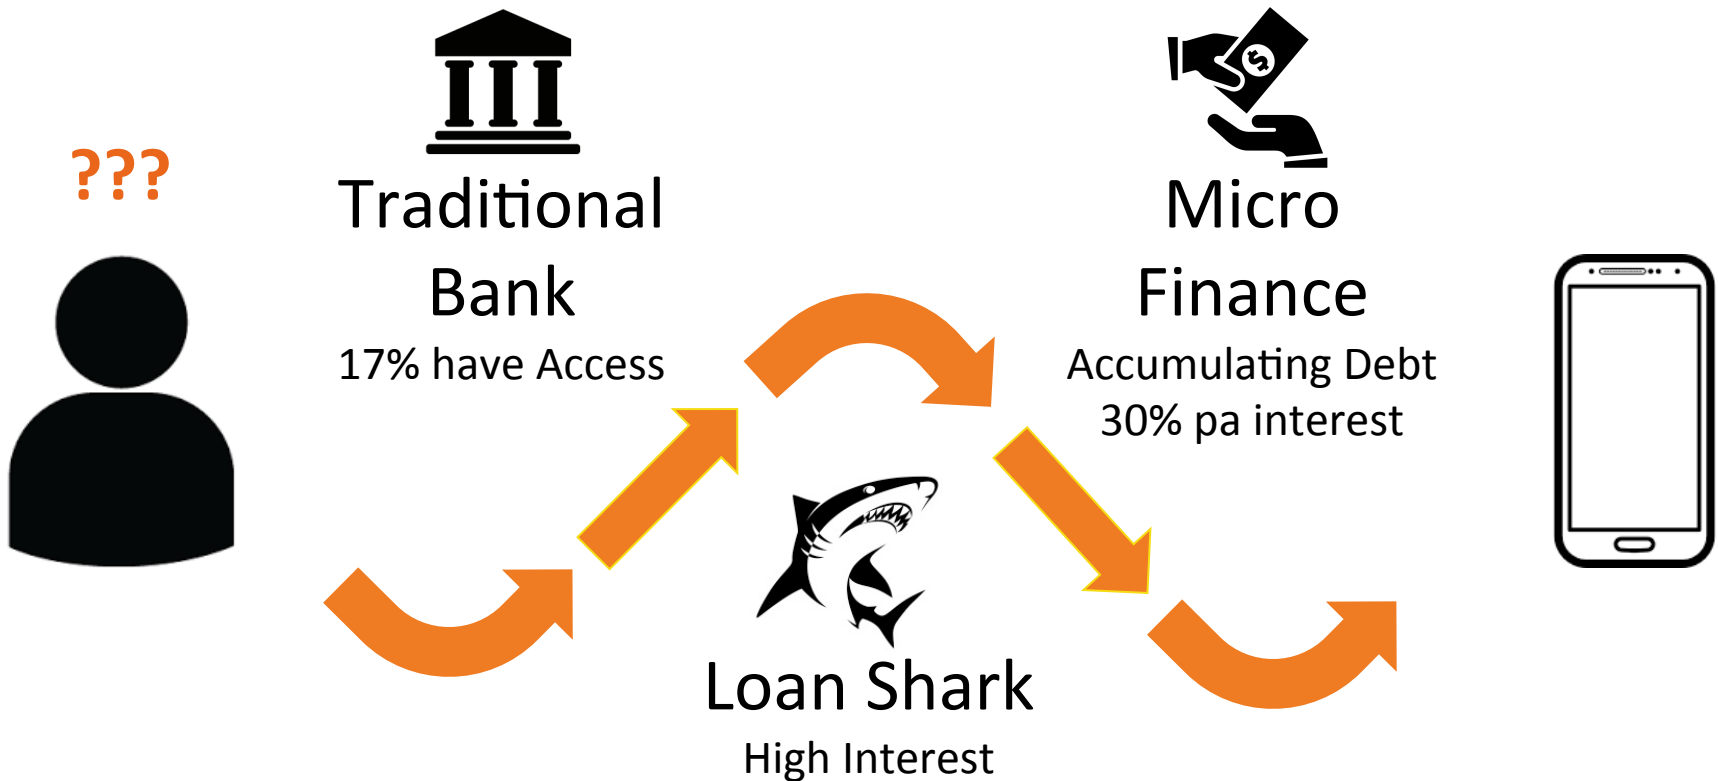 ???
Traditional
Bank
17% have Access
Loan Shark
High Interest
Micro
Finance
Accumulating Debt
30% pa interest
$